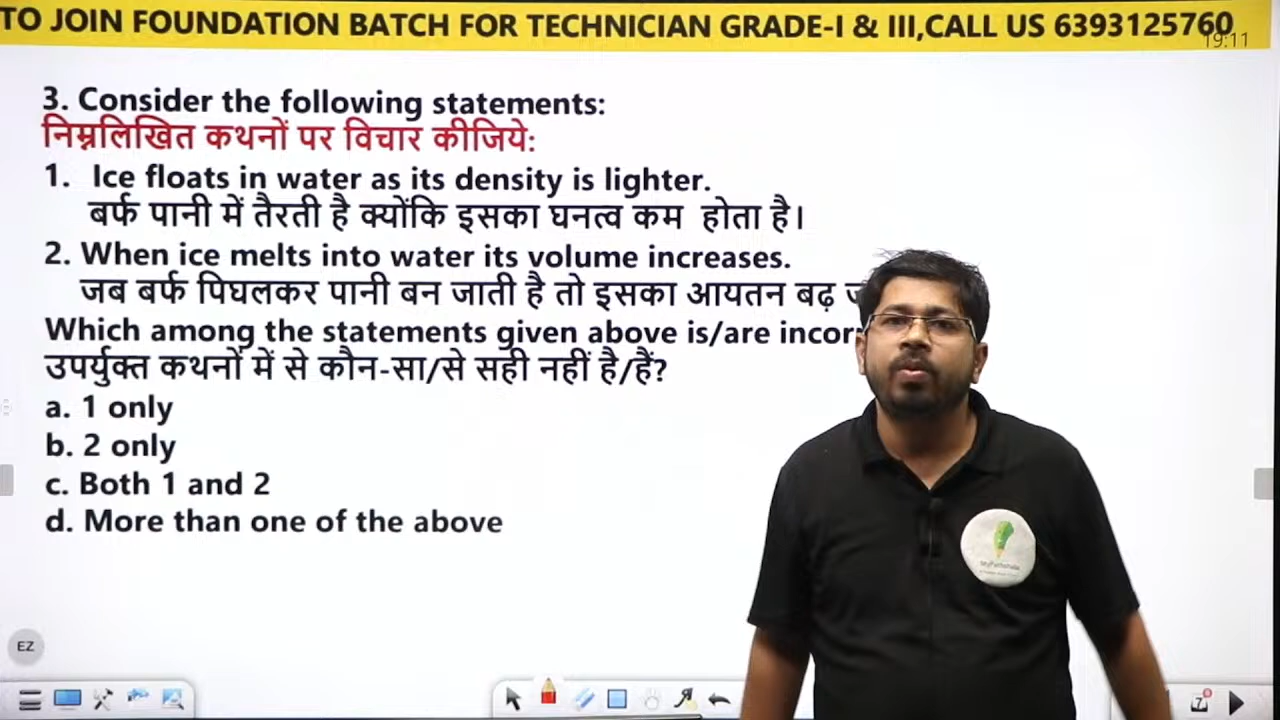 TO JOIN FOUNDATION BATCH FOR TECHNICIAN GRADE-I & III,CALL US 6393125760
19:11
3. Consider the following statements:
निम्नलिखित कथनों पर विचार कीजिये:
1. Ice floats in water as its density is lighter.
बर्फ पानी में तैरती है क्योंकि इसका घनत्व कम होता है।
2. When ice melts into water its volume increases.
जब बर्फ पिघलकर पानी बन जाती है तो इसका आयतन बढ़
Which among the statements given above is/are incor
उपर्युक्त कथनों में से कौन-सा/से सही नहीं है/हैं?
a. 1 only
b. 2 only
c. Both 1 and 2
d. More than one of the above
MyPathshala
EZ